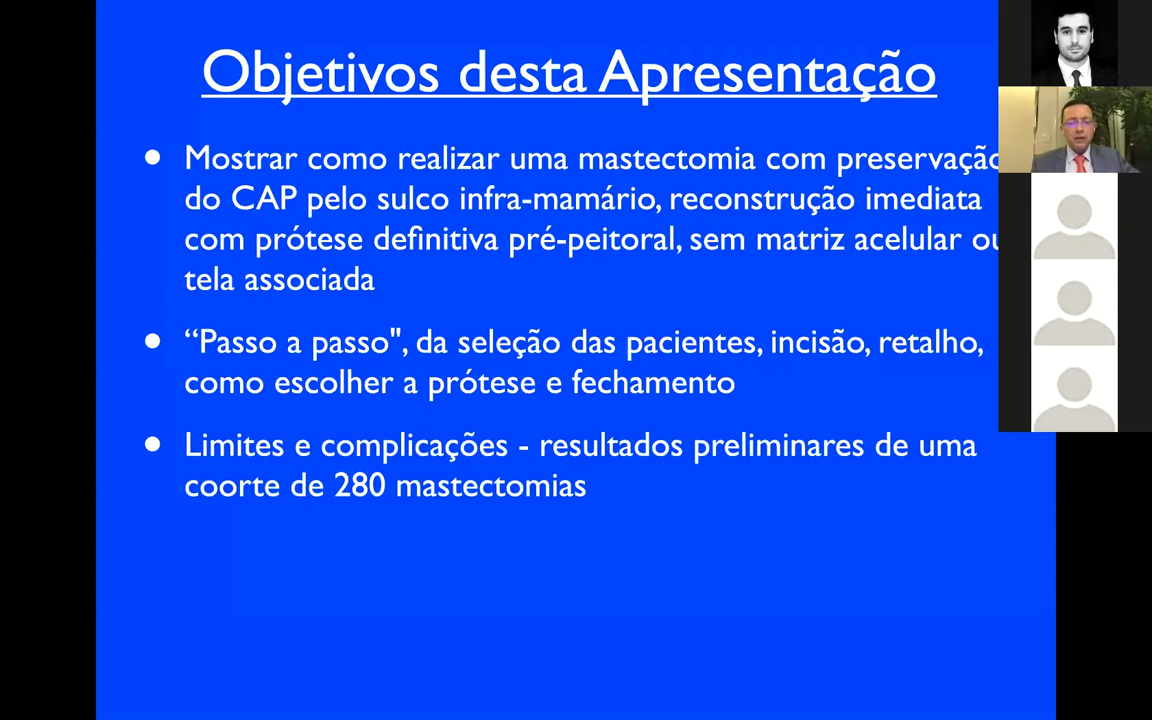 Objetivos desta Apresentação
• Mostrar como realizar uma mastectomia com preservação
do CAP pelo sulco infra-mamário, reconstrução imediata
com prótese definitiva pré-peitoral, sem matriz acelular ou
tela associada
• “Passo a passo", da seleção das pacientes, incisão, retalho,
como escolher a prótese e fechamento
• Limites e complicações - resultados preliminares de uma
coorte de 280 mastectomias